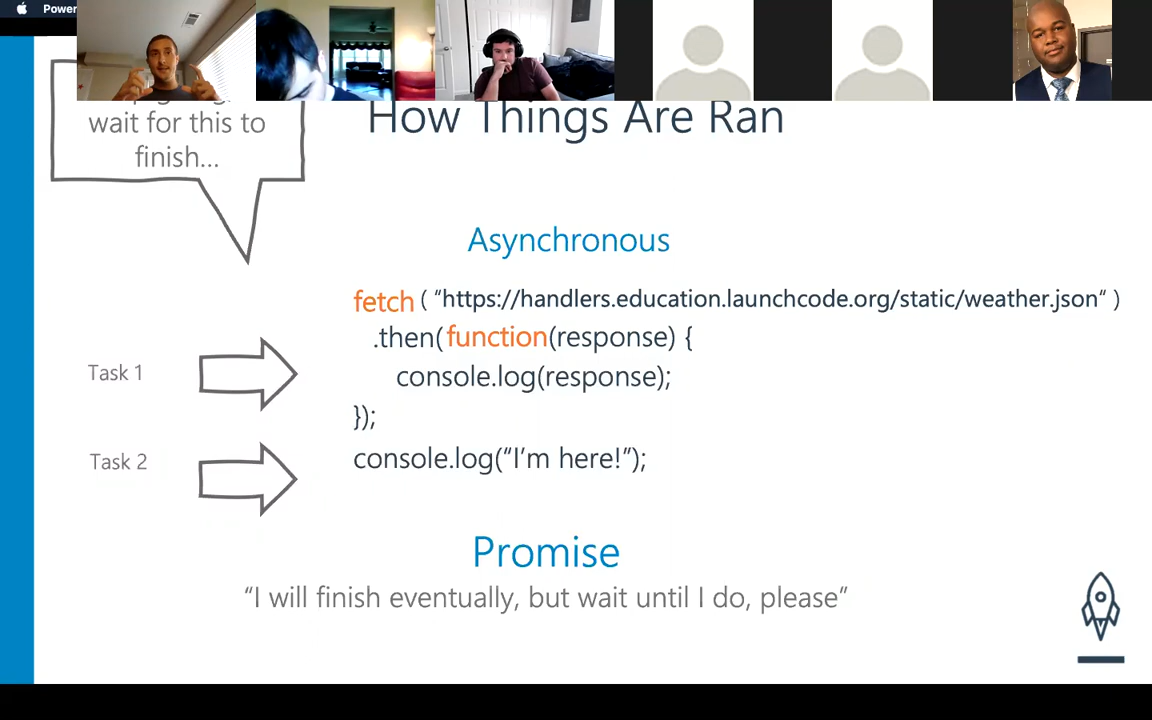 Power
wait for this to
finish...
How Things Are Ran
Asynchronous
fetch ( “https://handlers.education.launchcode.org/static/weather.json“ )
.then(function(response) {
Task 1
console.log(response);
});
Task 2
console.log(“I’m here!”);
Promise
“I will finish eventually, but wait until I do, please”